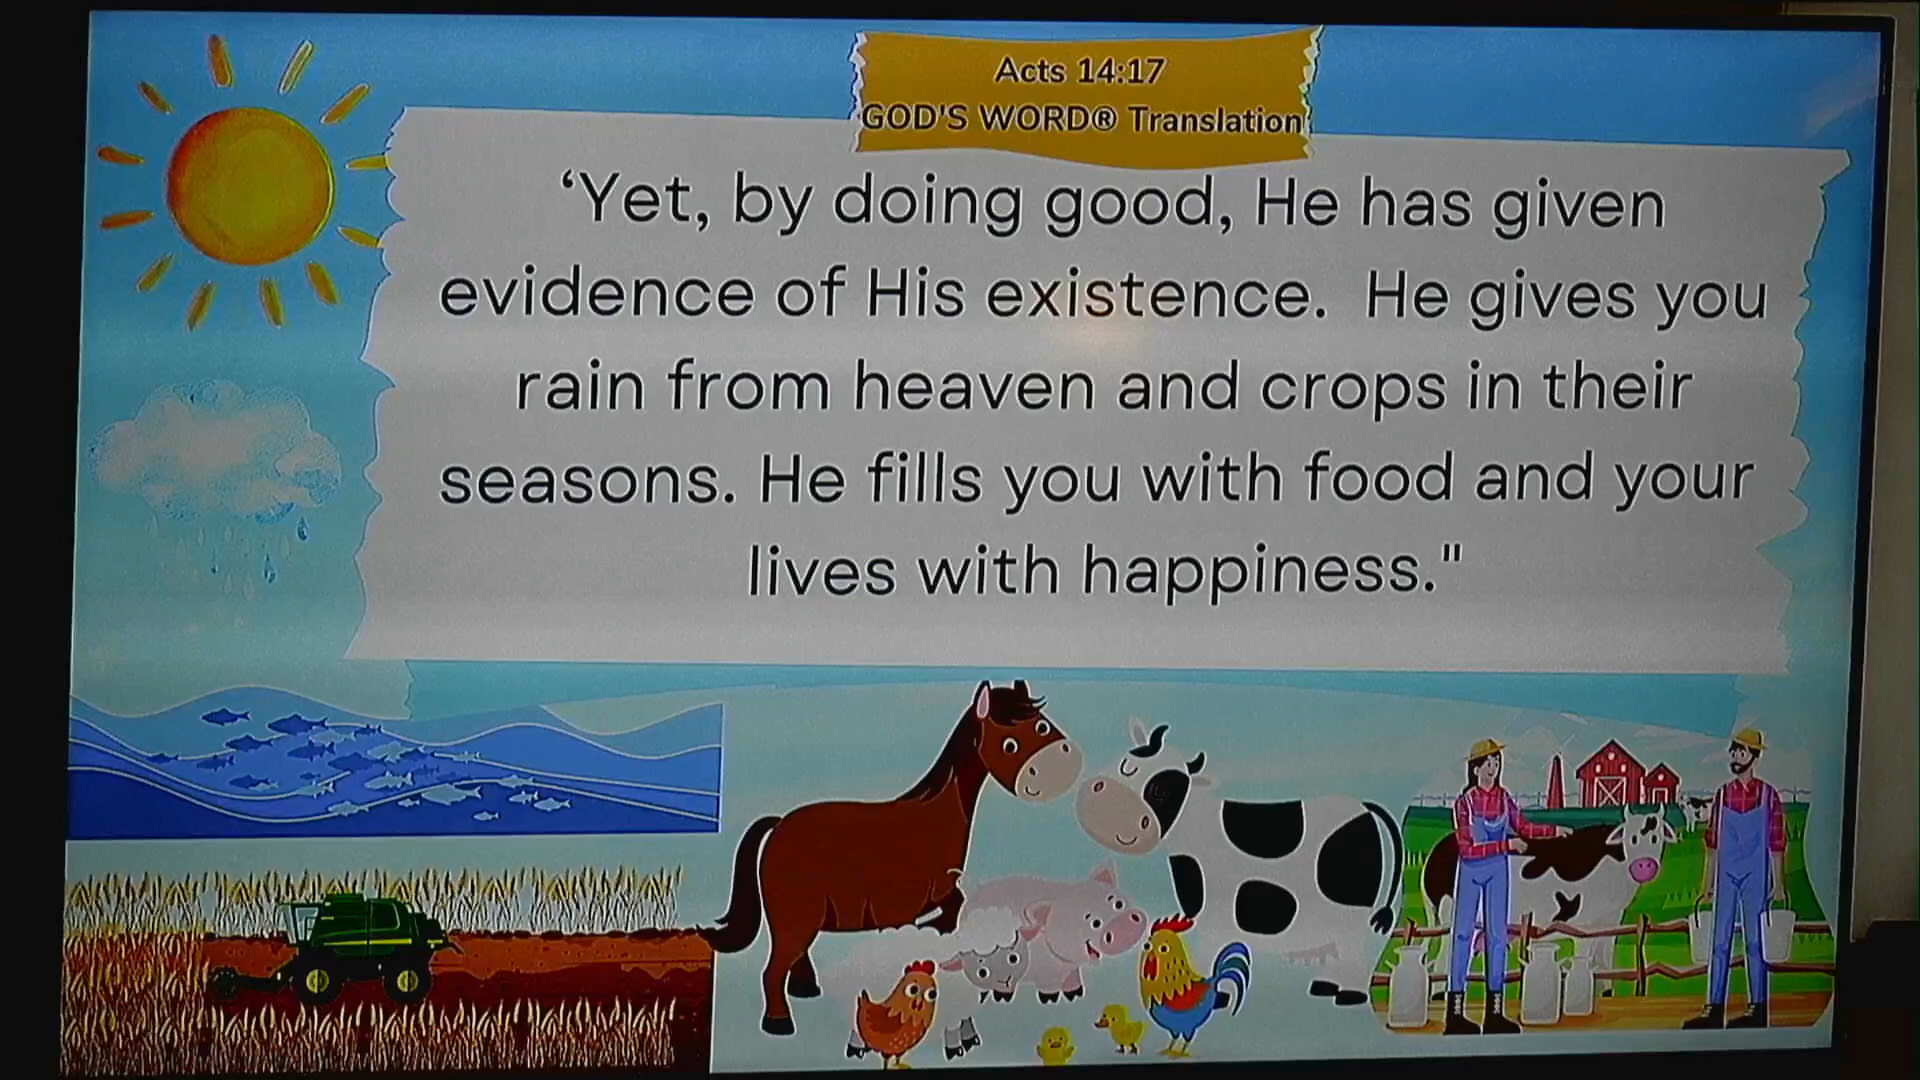 Acts 14:17
GOD'S WORD® Translation
‘Yet, by doing good, He has given
evidence of His existence.  He gives you
rain from heaven and crops in their
seasons. He fills you with food and your
lives with happiness."